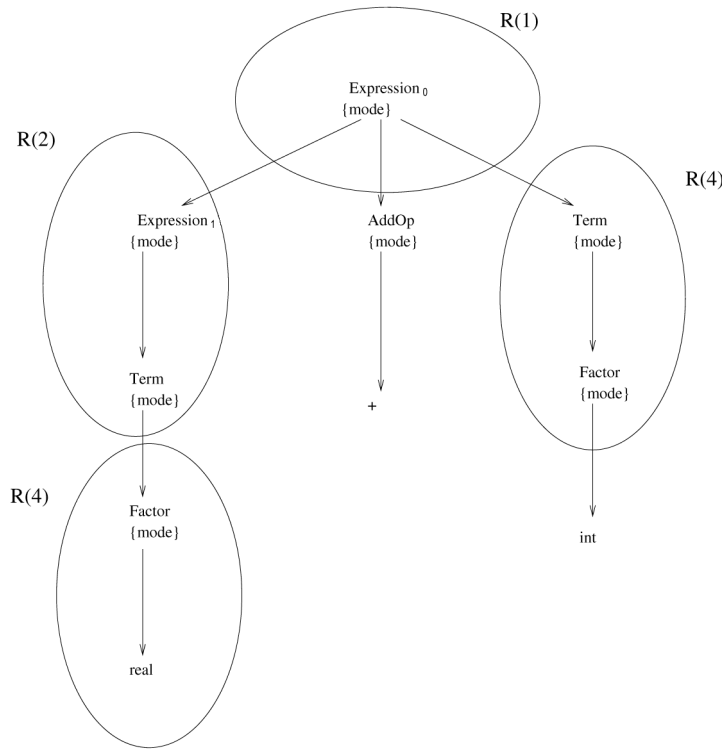 R(1)
Expression 0
{mode}
R(2)
R(4)
Expression 1
{mode}
AddOp
{mode}
Term
{mode}
Term
{mode}
Factor
{mode}
+
R(4)
Factor
{mode}
int
real